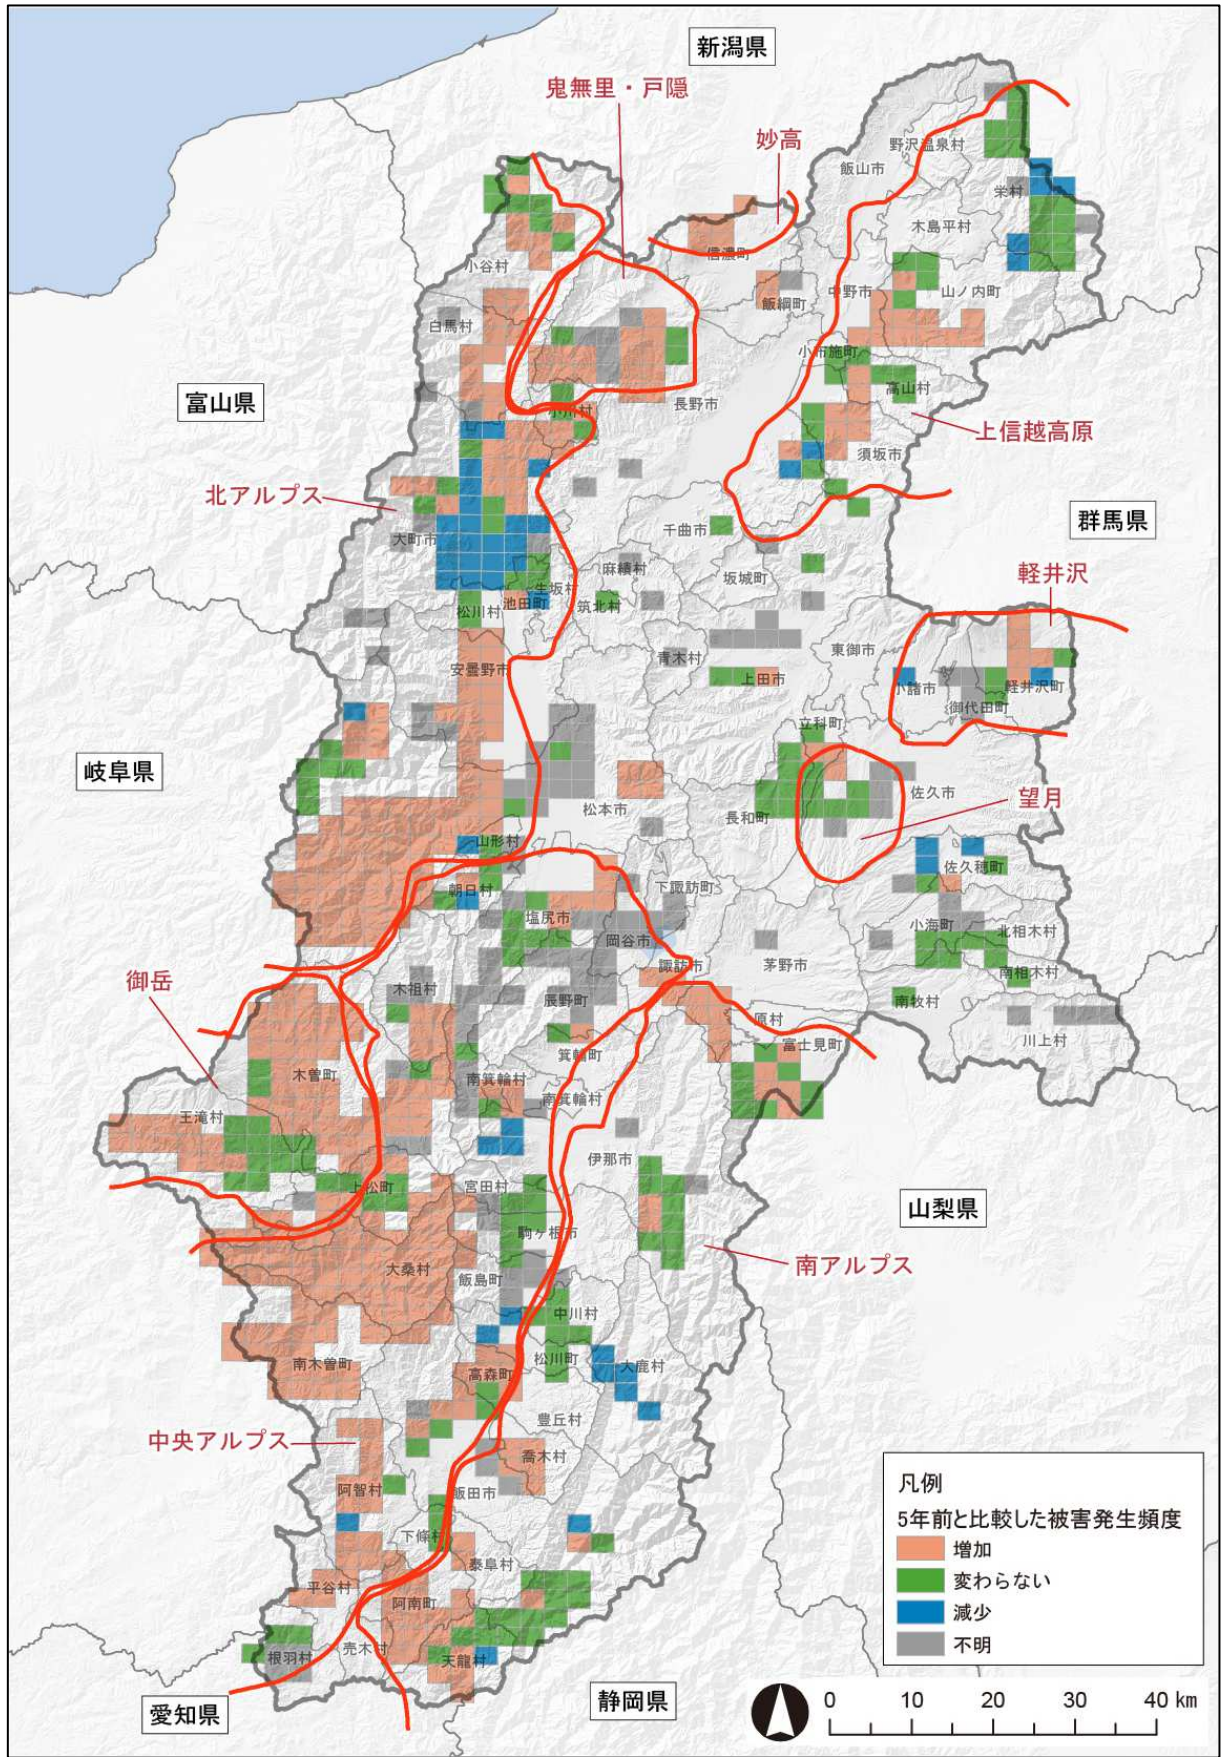 新潟県
鬼無里・戸隠
妙高
野沢温泉村
飯山市
栄村
木島平村
信濃町
小谷村
飯綱町
中野市
山ノ内町
白馬村
小布施町
高山村
富山県
小川村
長野市
上信越高原
須坂市
北アルプス
群馬県
千曲市
大町市
麻績村
坂城町
軽井沢
生坂村
池田町
筑北村
松川村
東御市
青木村
安曇野市
上田市
小諸市
軽井沢町
御代田町
立科町
岐阜県
佐久市
望月
松本市
長和町
山形村
佐久穂町
朝日村
下諏訪町
塩尻市
小海町
北相木村
岡谷市
諏訪市
茅野市
南相木村
御岳
木祖村
辰野町
南牧村
原村
川上村
富士見町
箕輪町
木曽町
南箕輪村
南箕輪村
王滝村
伊那市
上松町
宮田村
山梨県
駒ヶ根市
南アルプス
大桑村
飯島町
中川村
松川町
大鹿村
南木曽町
高森町
豊丘村
中央アルプス
喬木村
阿智村
飯田市
下條村
泰阜村
平谷村
阿南町
売木村
根羽村
天龍村
愛知県
静岡県
凡例
5年前と比較した被害発生頻度
増加
変わらない
減少
不明
0 10 20 30 40 km